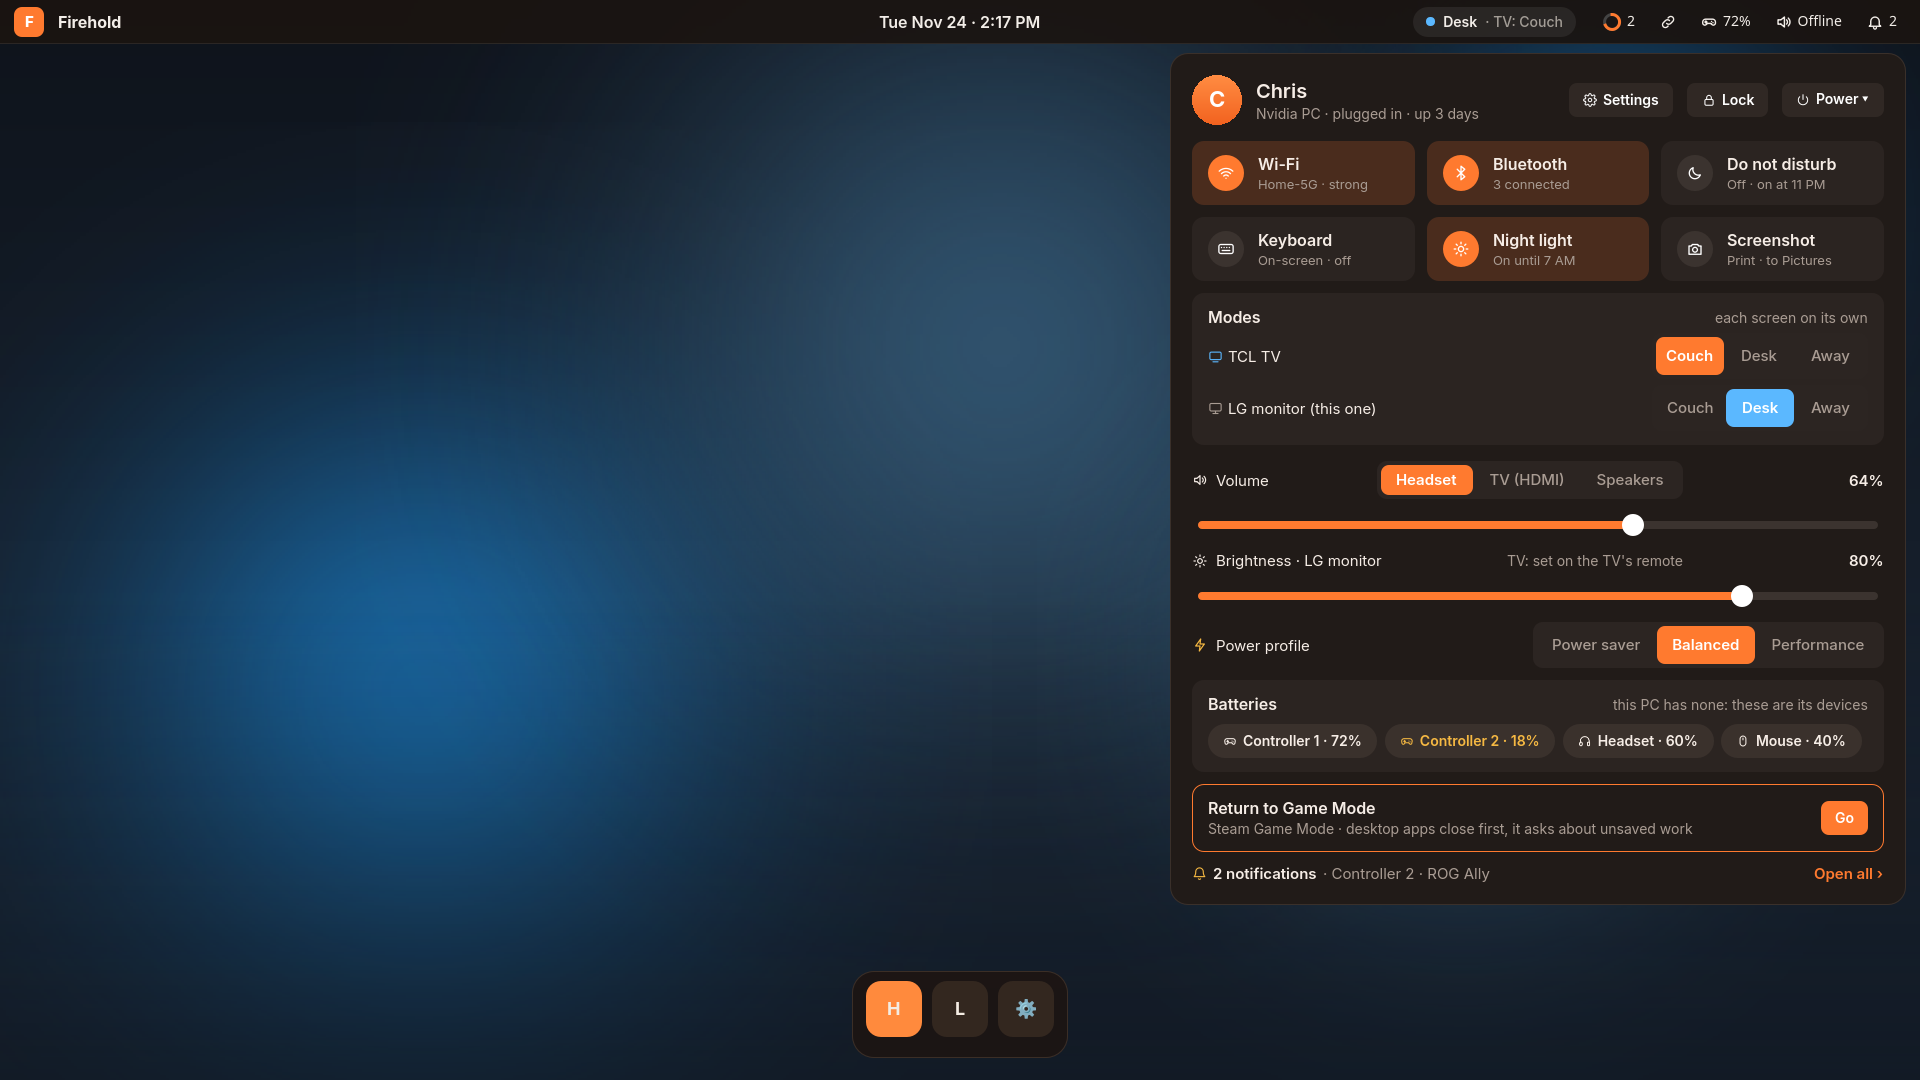 F Firehold Tue Nov 24 · 2:17 PM Desk · TV: Couch 2 72% Offline 2
C Chris
Nvidia PC · plugged in · up 3 days
Settings Lock Power ▾
Wi-Fi
Home-5G · strong
Bluetooth
3 connected
Do not disturb
Off · on at 11 PM
Keyboard
On-screen · off
Night light
On until 7 AM
Screenshot
Print · to Pictures
Modes each screen on its own
TCL TV Couch Desk Away
LG monitor (this one) Couch Desk Away
Volume Headset TV (HDMI) Speakers 64%
Brightness · LG monitor TV: set on the TV's remote 80%
Power profile Power saver Balanced Performance
Batteries this PC has none: these are its devices
Controller 1 · 72% Controller 2 · 18% Headset · 60% Mouse · 40%
Return to Game Mode
Steam Game Mode · desktop apps close first, it asks about unsaved work
Go
2 notifications · Controller 2 · ROG Ally Open all ›
H L